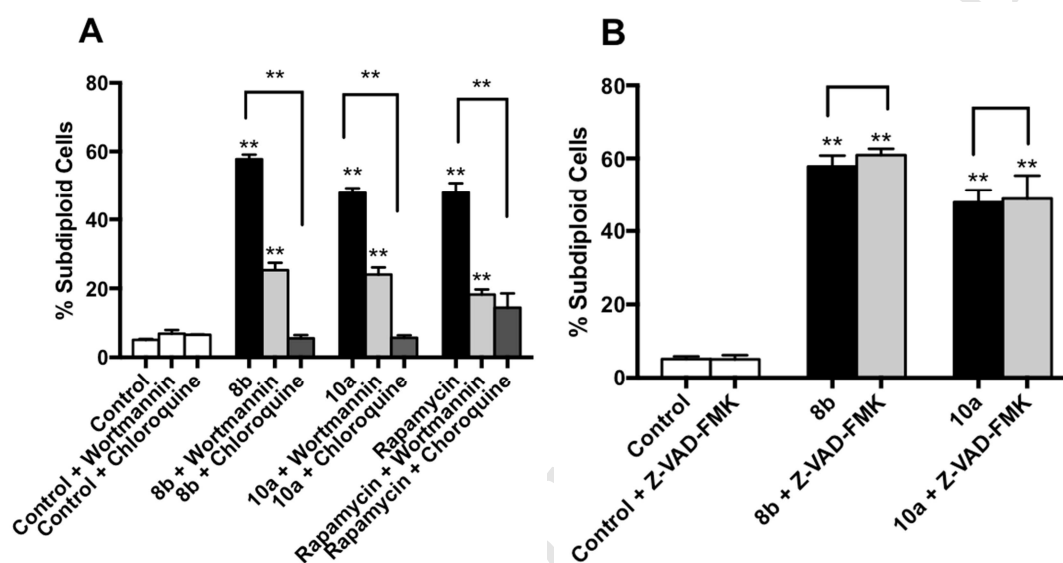 A
% Subdiploid Cells
80
60
40
20
0
**
**
**
**
**
**
**
**
**
Control
Control + Wortmannin
Control + Chloroquine
8b
8b + Wortmannin
8b + Chloroquine
10a
10a + Wortmannin
10a + Chloroquine
Rapamycin
Rapamycin + Wortmannin
Rapamycin + Choroquine
B
% Subdiploid Cells
80
60
40
20
0
**
**
**
**
Control
Control + Z-VAD-FMK
8b
8b + Z-VAD-FMK
10a
10a + Z-VAD-FMK